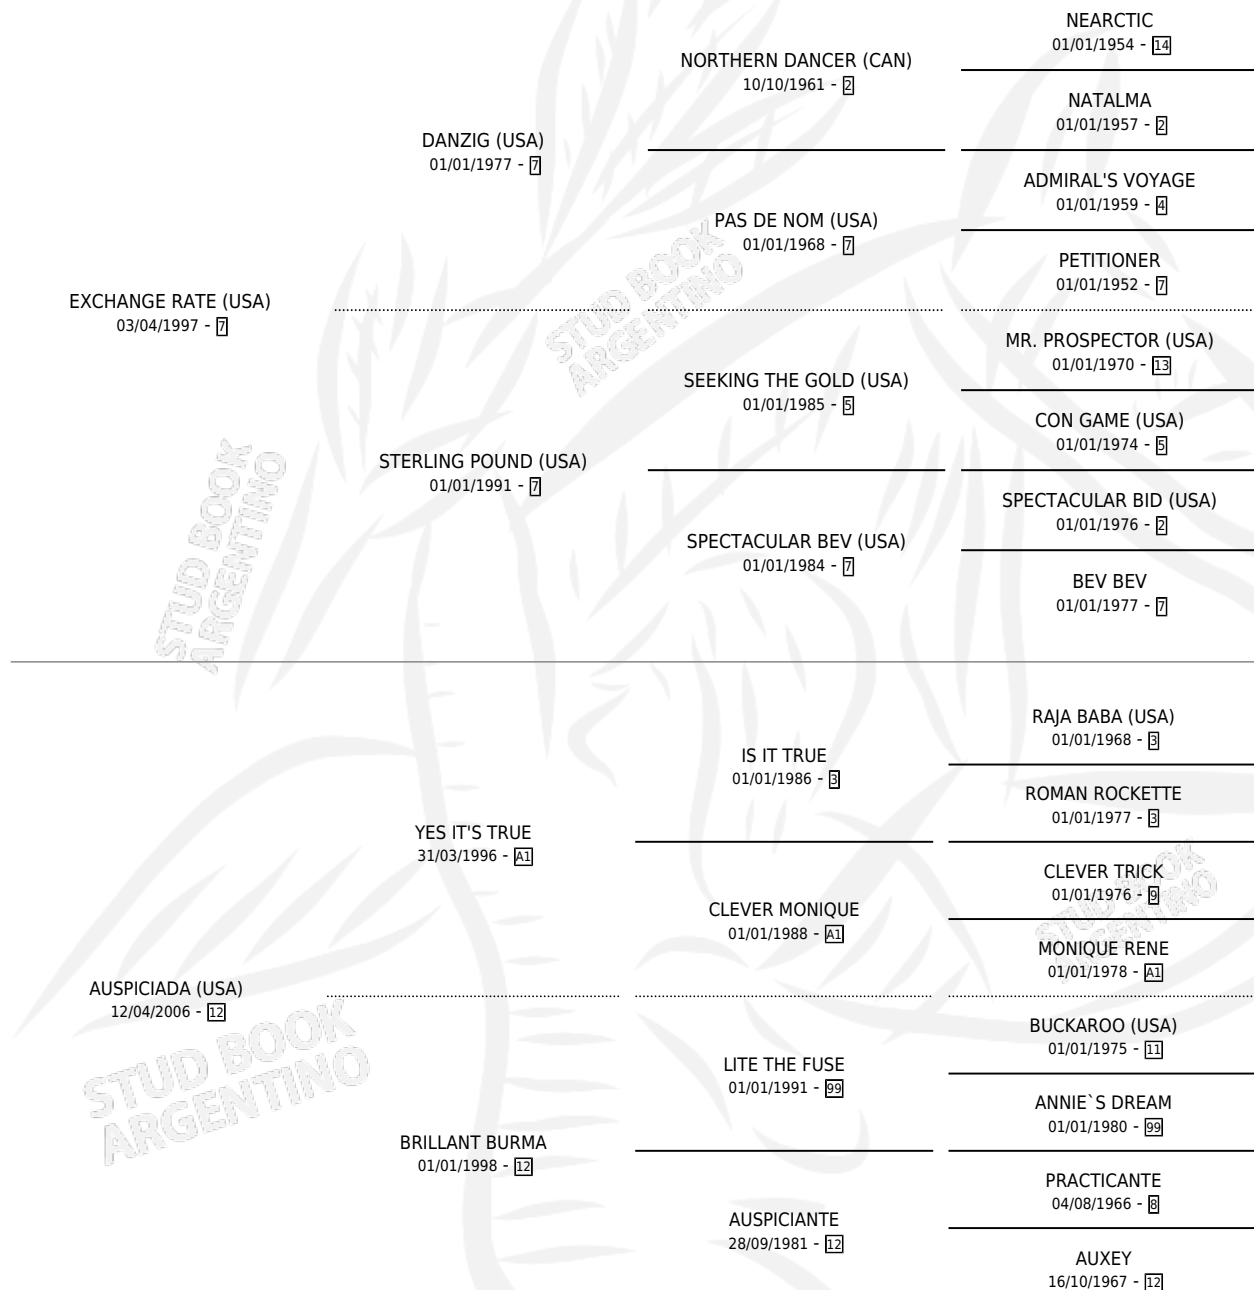 NEARCTIC
01/01/1954 - 14
NORTHERN DANCER (CAN)
10/10/1961 - 2
NATALMA
01/01/1957 - 2
DANZIG (USA)
01/01/1977 - 7
ADMIRAL'S VOYAGE
01/01/1959 - 4
PAS DE NOM (USA)
01/01/1968 - 7
PETITIONER
01/01/1952 - 7
EXCHANGE RATE (USA)
03/04/1997 - 7
STUD BOOK
ARGENTINO
MR. PROSPECTOR (USA)
01/01/1970 - 13
SEEKING THE GOLD (USA)
01/01/1985 - 5
CON GAME (USA)
01/01/1974 - 5
STERLING POUND (USA)
01/01/1991 - 7
SPECTACULAR BID (USA)
01/01/1976 - 2
SPECTACULAR BEV (USA)
01/01/1984 - 7
BEV BEV
01/01/1977 - 7
STUD BOOK
ARGENTINO
RAJA BABA (USA)
01/01/1968 - 3
IS IT TRUE
01/01/1986 - 3
ROMAN ROCKETTE
01/01/1977 - 3
YES IT'S TRUE
31/03/1996 - A1
CLEVER TRICK
01/01/1976 - 9
CLEVER MONIQUE
01/01/1988 - A1
STUD BOOK
ARGENTINO
MONIQUE RENE
01/01/1978 - A1
AUSPICIADA (USA)
12/04/2006 - 12
BUCKAROO (USA)
01/01/1975 - 11
LITE THE FUSE
01/01/1991 - 99
STUD BOOK
ARGENTINO
ANNIE`S DREAM
01/01/1980 - 99
BRILLANT BURMA
01/01/1998 - 12
PRACTICANTE
04/08/1966 - 8
AUSPICIANTE
28/09/1981 - 12
AUXEY
16/10/1967 - 12